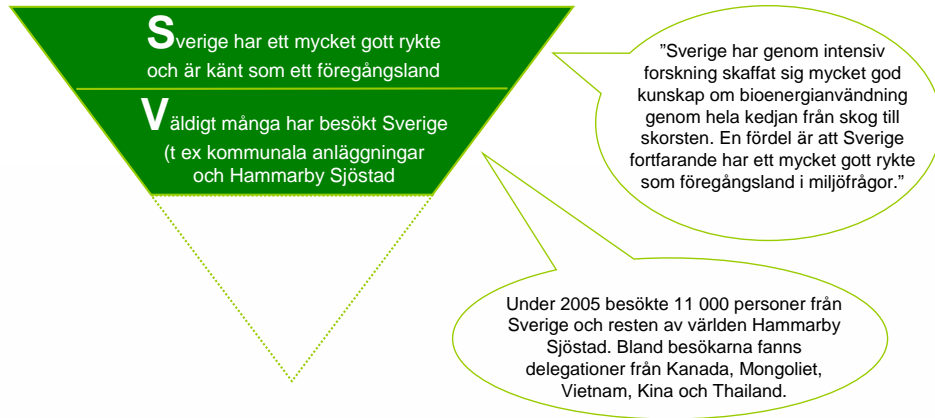 Sverige har ett mycket gott rykte
och är känt som ett föregångsland
Väldigt många har besökt Sverige
(t ex kommunala anläggningar
och Hammarby Sjöstad
”Sverige har genom intensiv
forskning skaffat sig mycket god
kunskap om bioenergianvändning
genom hela kedjan från skog till
skorsten. En fördel är att Sverige
fortfarande har ett mycket gott rykte
som föregångsland i miljöfrågor.”
Under 2005 besökte 11 000 personer från
Sverige och resten av världen Hammarby
Sjöstad. Bland besökarna fanns
delegationer från Kanada, Mongoliet,
Vietnam, Kina och Thailand.